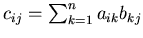 $c_{ij} = \sum_{k=1}^{n} a_{ik} b_{kj}$